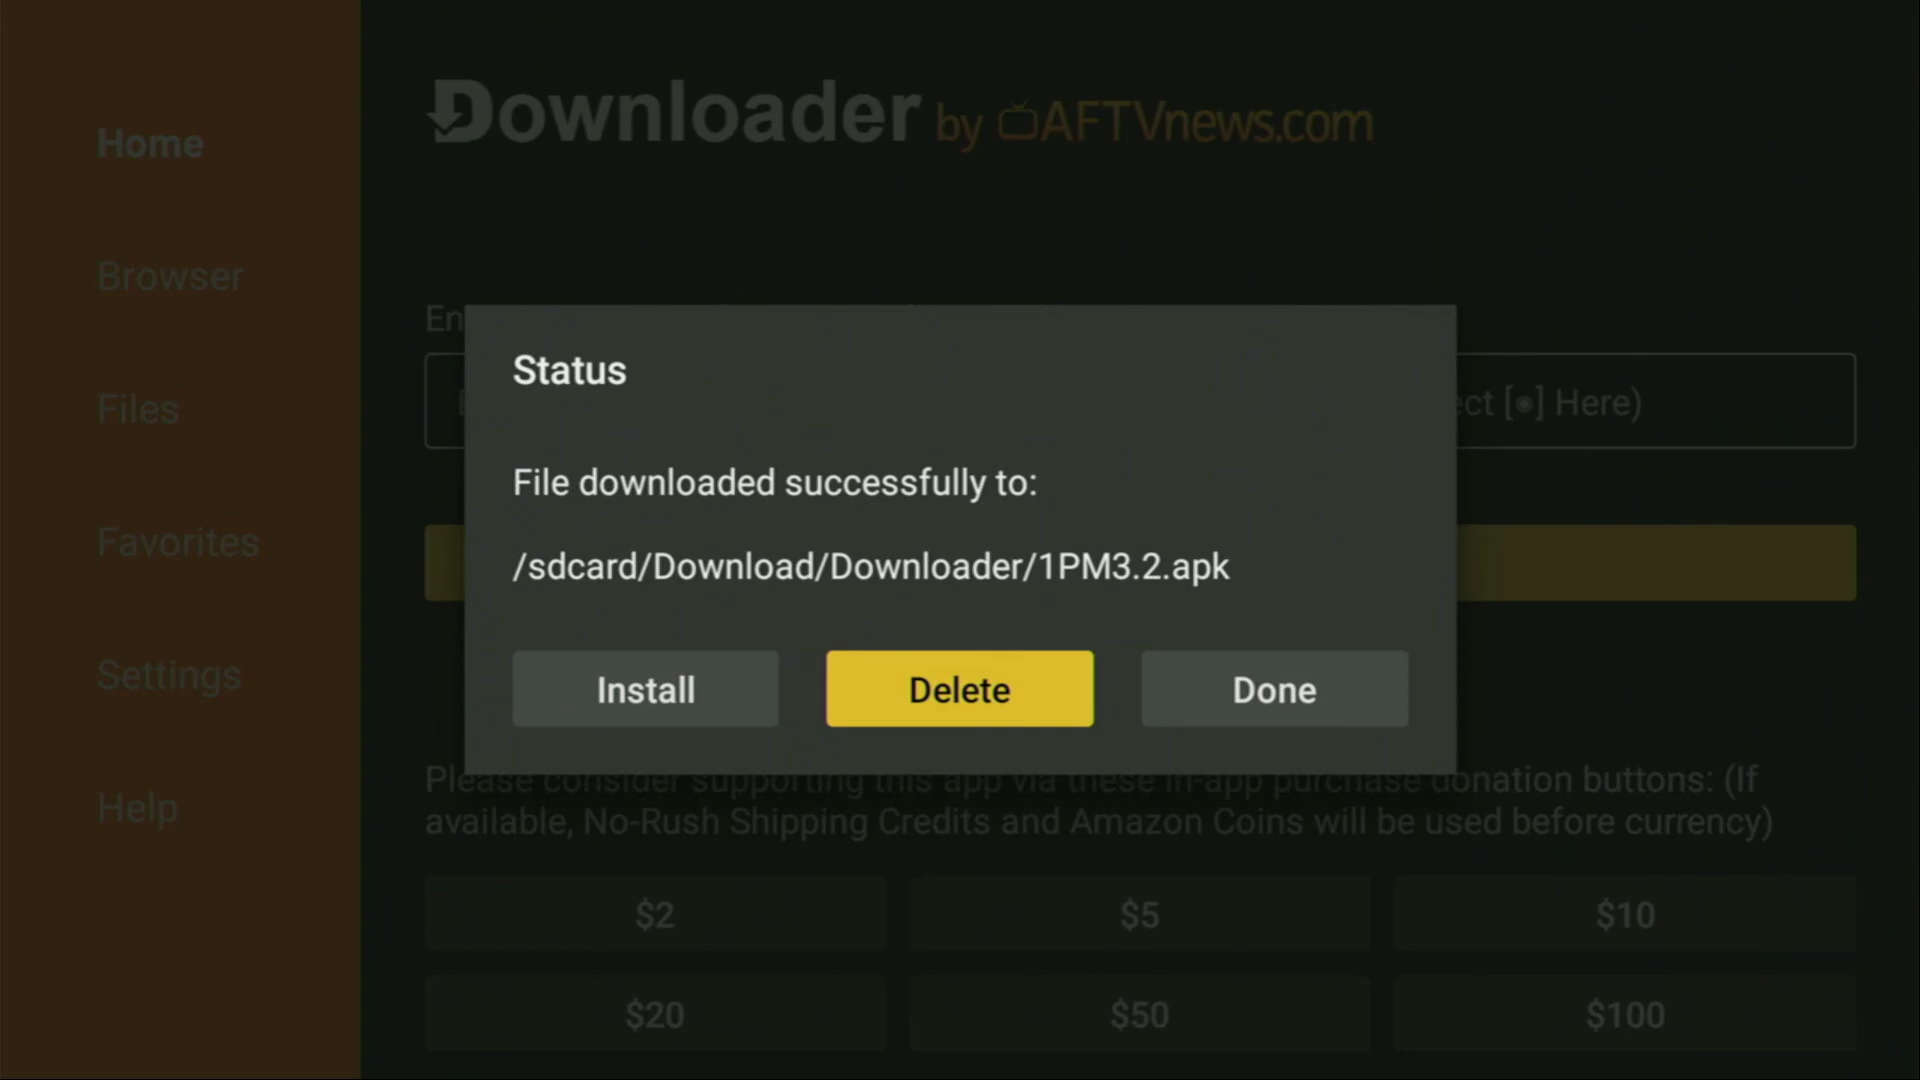 Downloader by AFTVnews.com
Home
Browser
Files
Favorites
Settings
Help
En
ect [◉] Here)
Status
File downloaded successfully to:
/sdcard/Download/Downloader/1PM3.2.apk
Install
Delete
Done
Please consider supporting this app via these in-app purchase donation buttons: (If
available, No-Rush Shipping Credits and Amazon Coins will be used before currency)
$2
$5
$10
$20
$50
$100